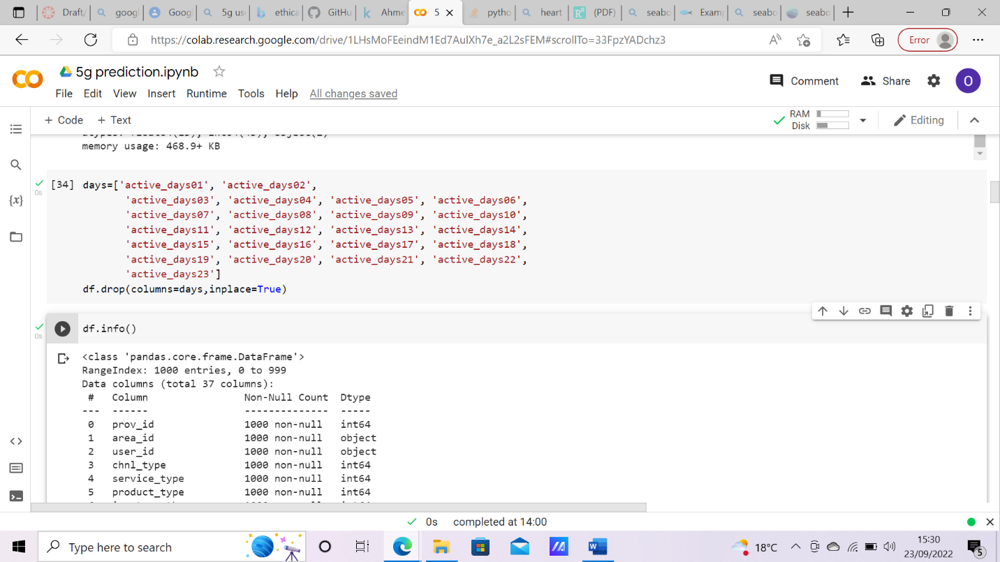 Draft/ googl Googl 5g us ethica GitHu Ahme 5 pytho heart (PDF) seabo Exam seabo seabo
https://colab.research.google.com/drive/1LHsMoFEeindM1Ed7AulXh7e_a2L2sFEM#scrollTo=33FpzYADchz3 Error
5g prediction.ipynb
Comment Share O
File Edit View Insert Runtime Tools Help All changes saved
+ Code + Text RAM Disk Editing
memory usage: 468.9+ KB
0s [34] days=['active_days01', 'active_days02',
'active_days03', 'active_days04', 'active_days05', 'active_days06',
'active_days07', 'active_days08', 'active_days09', 'active_days10',
'active_days11', 'active_days12', 'active_days13', 'active_days14',
'active_days15', 'active_days16', 'active_days17', 'active_days18',
'active_days19', 'active_days20', 'active_days21', 'active_days22',
'active_days23']
df.drop(columns=days,inplace=True)
0s df.info()
<class 'pandas.core.frame.DataFrame'>
RangeIndex: 1000 entries, 0 to 999
Data columns (total 37 columns):
# Column Non-Null Count Dtype
--- ------ -------------- -----
0 prov_id 1000 non-null int64
1 area_id 1000 non-null object
2 user_id 1000 non-null object
3 chnl_type 1000 non-null int64
4 service_type 1000 non-null int64
5 product_type 1000 non-null int64
0s completed at 14:00
Type here to search 18°C 15:30
23/09/2022 5